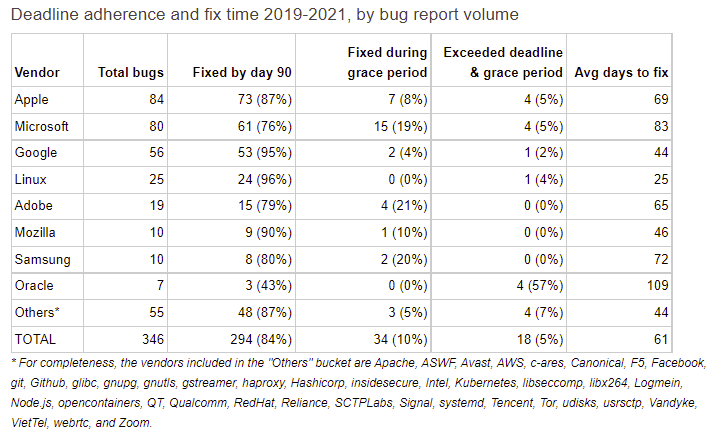 Deadline adherence and fix time 2019-2021, by bug report volume
Vendor Total bugs Fixed by day 90 Fixed during grace period Exceeded deadline & grace period Avg days to fix
Apple 84 73 (87%) 7 (8%) 4 (5%) 69
Microsoft 80 61 (76%) 15 (19%) 4 (5%) 83
Google 56 53 (95%) 2 (4%) 1 (2%) 44
Linux 25 24 (96%) 0 (0%) 1 (4%) 25
Adobe 19 15 (79%) 4 (21%) 0 (0%) 65
Mozilla 10 9 (90%) 1 (10%) 0 (0%) 46
Samsung 10 8 (80%) 2 (20%) 0 (0%) 72
Oracle 7 3 (43%) 0 (0%) 4 (57%) 109
Others* 55 48 (87%) 3 (5%) 4 (7%) 44
TOTAL 346 294 (84%) 34 (10%) 18 (5%) 61
* For completeness, the vendors included in the "Others" bucket are Apache, ASWF, Avast, AWS, c-ares, Canonical, F5, Facebook,
git, Github, glibc, gnupg, gnutls, gstreamer, haproxy, Hashicorp, insidesecure, Intel, Kubernetes, libseccomp, libx264, Logmein,
Node.js, opencontainers, QT, Qualcomm, RedHat, Reliance, SCTPLabs, Signal, systemd, Tencent, Tor, udisks, usrsctp, Vandyke,
VietTel, webrtc, and Zoom.